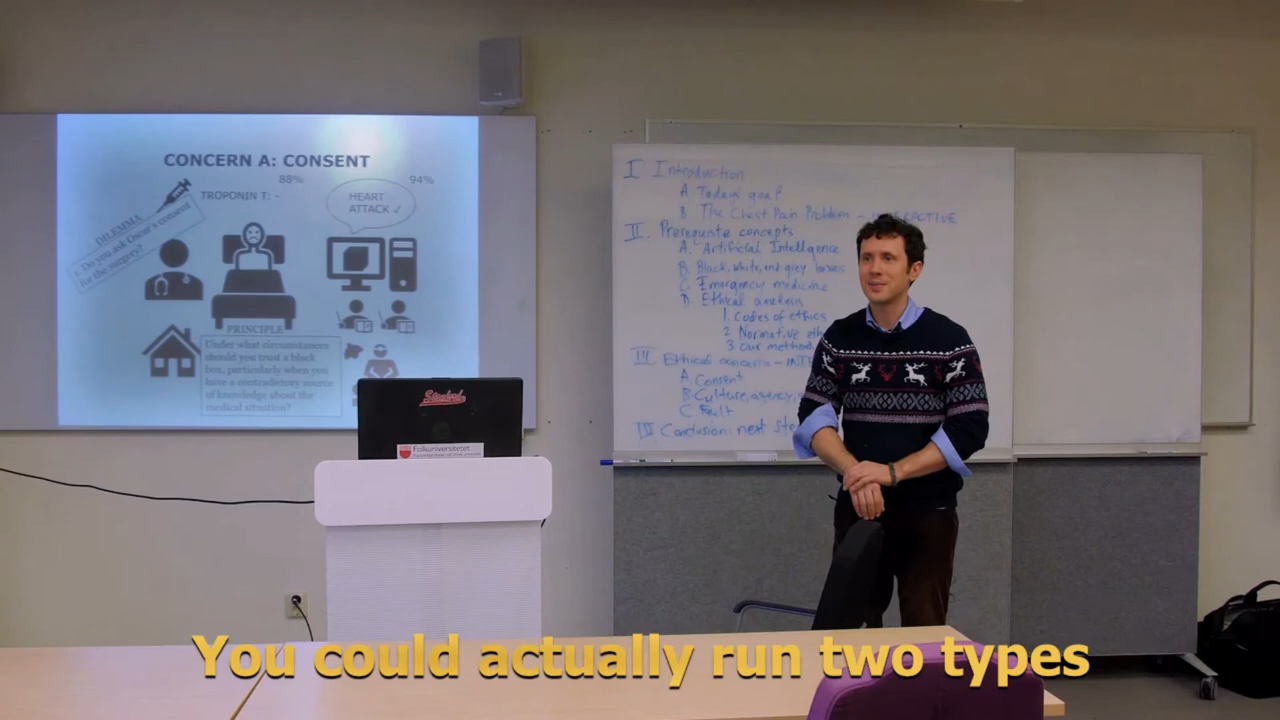 CONCERN A: CONSENT
88%
94%
TROPONIN T: -
HEART
ATTACK ✓
DILEMMA
1. Do you ask Oscar's consent
for the surgery?
PRINCIPLE
Under what circumstances
should you trust a black
box, particularly when you
have a contradictory source
of knowledge about the
medical situation?
Folkuniversitetet
I Introduction
A. Today's goal
B. The Chest Pain Problem - INTERACTIVE
II. Prerequisite concepts
A. Artificial Intelligence
B. Black, white, and grey boxes
C. Emergency medicine
D. Ethical analysis
1. Codes of ethics
2. Normative eth
3 Our method
III Ethical concerns - INTE
A. Consent
B. Culture, agency,
C. Fault
IV Conclusion: next ste
You could actually run two types